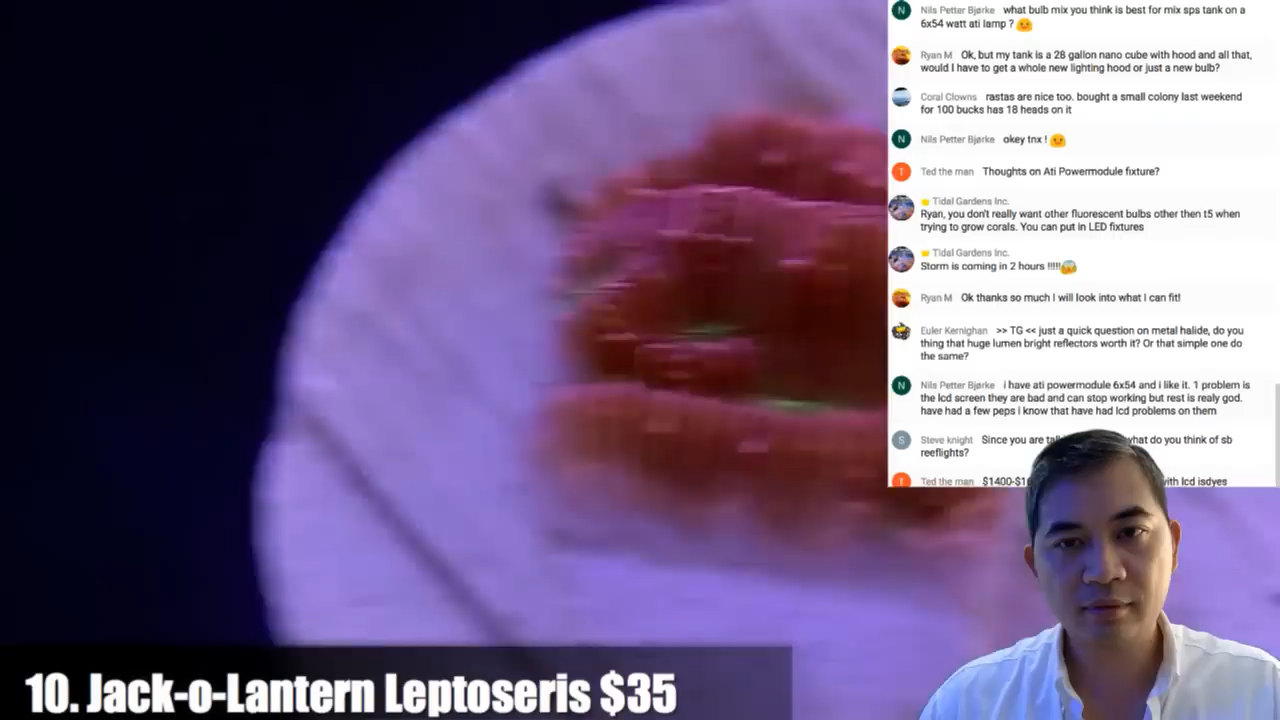 N Nils Petter Bjørke what bulb mix you think is best for mix sps tank on a
6x54 watt ati lamp ?
Ryan M Ok, but my tank is a 28 gallon nano cube with hood and all that,
would I have to get a whole new lighting hood or just a new bulb?
Coral Clowns rastas are nice too. bought a small colony last weekend
for 100 bucks has 18 heads on it
N Nils Petter Bjørke okey tnx !
T Ted the man Thoughts on Ati Powermodule fixture?
Tidal Gardens Inc.
Ryan, you don't really want other fluorescent bulbs other then t5 when
trying to grow corals. You can put in LED fixtures
Tidal Gardens Inc.
Storm is coming in 2 hours !!!!!
Ryan M Ok thanks so much I will look into what I can fit!
Euler Kernighan >> TG << just a quick question on metal halide, do you
thing that huge lumen bright reflectors worth it? Or that simple one do
the same?
N Nils Petter Bjørke i have ati powermodule 6x54 and i like it. 1 problem is
the lcd screen they are bad and can stop working but rest is realy god.
have had a few peps i know that have had lcd problems on them
S Steve knight Since you are what do you think of sb
reeflights?
T Ted the man with lcd isdyes
10. Jack-o-Lantern Leptoseris $35